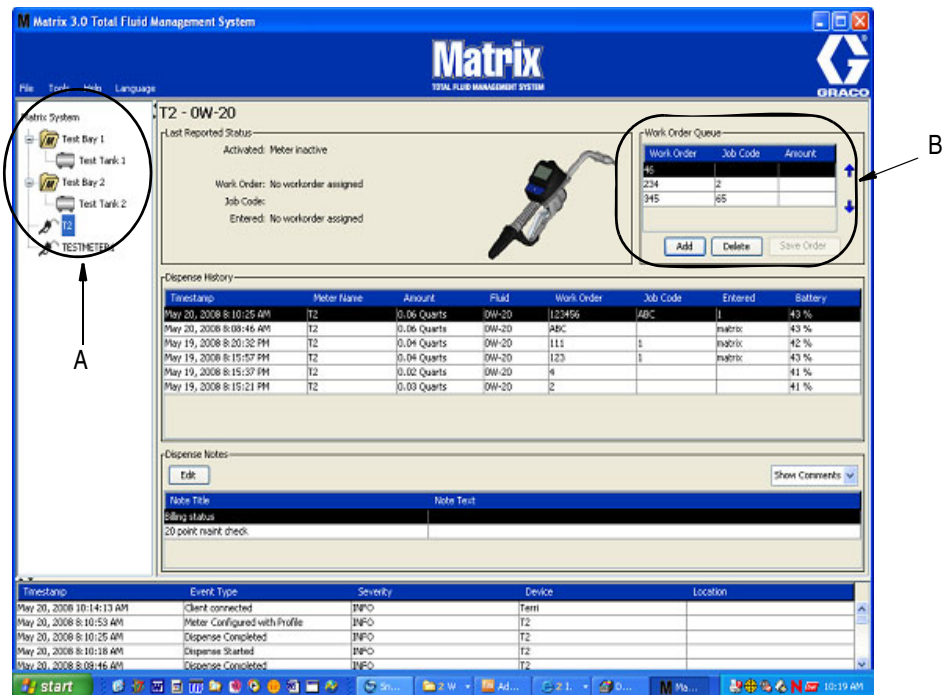 Matrix 3.0 Total Fluid Management System
Matrix
TOTAL FLUID MANAGEMENT SYSTEM
GRACO
File Tools Help Language
Matrix System
Test Bay 1
Test Tank 1
Test Bay 2
Test Tank 2
T2
TESTMETER1
A
T2 - 0W-20
Last Reported Status
Activated: Meter inactive
Work Order: No workorder assigned
Job Code:
Entered: No workorder assigned
Work Order Queue
Work Order Job Code Amount
46
234 2
345 65
Add Delete Save Order
B
Dispense History
Timestamp Meter Name Amount Fluid Work Order Job Code Entered Battery
May 20, 2008 8:10:25 AM T2 0.06 Quarts 0W-20 123456 ABC 1 43 %
May 20, 2008 8:08:46 AM T2 0.06 Quarts 0W-20 ABC matrix 43 %
May 19, 2008 8:20:32 PM T2 0.04 Quarts 0W-20 111 1 matrix 42 %
May 19, 2008 8:15:57 PM T2 0.04 Quarts 0W-20 123 1 matrix 43 %
May 19, 2008 8:15:37 PM T2 0.02 Quarts 0W-20 4 41 %
May 19, 2008 8:15:21 PM T2 0.03 Quarts 0W-20 2 41 %
Dispense Notes
Edit
Show Comments
Note Title Note Text
Billing status
20 point maint check
Timestamp Event Type Severity Device Location
May 20, 2008 10:14:13 AM Client connected INFO Terri
May 20, 2008 8:10:53 AM Meter Configured with Profile INFO T2
May 20, 2008 8:10:25 AM Dispense Completed INFO T2
May 20, 2008 8:10:18 AM Dispense Started INFO T2
May 20, 2008 8:08:46 AM Dispense Completed INFO T2
start Sn... 2 W Ad... 2 I. O... Ma... 10:19 AM